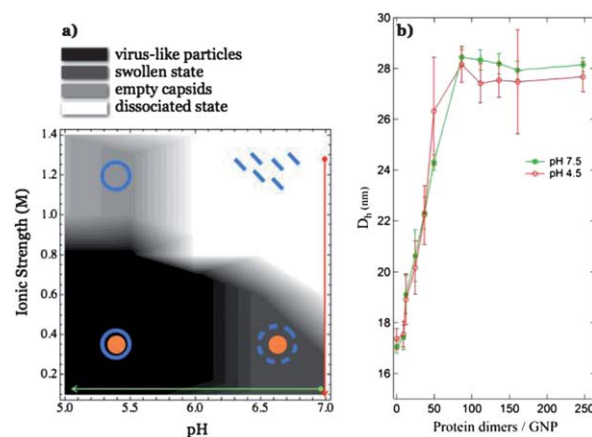 a)
virus-like particles
swollen state
empty capsids
dissociated state
Ionic Strength (M)
1.4
1.2
1.0
0.8
0.6
0.4
0.2
5.0 5.5 6.0 6.5 7.0
pH
b)
Dh (nm)
30
28
26
24
22
20
18
16
pH 7.5
pH 4.5
0 50 100 150 200 250
Protein dimers / GNP